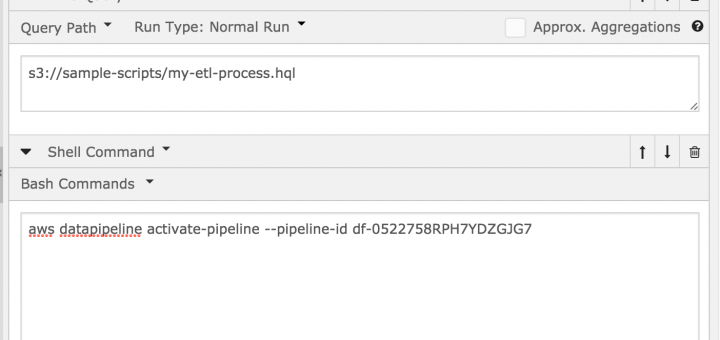 Query Path Run Type: Normal Run Approx. Aggregations ?
s3://sample-scripts/my-etl-process.hql
Shell Command
Bash Commands
aws datapipeline activate-pipeline --pipeline-id df-0522758RPH7YDZGJG7